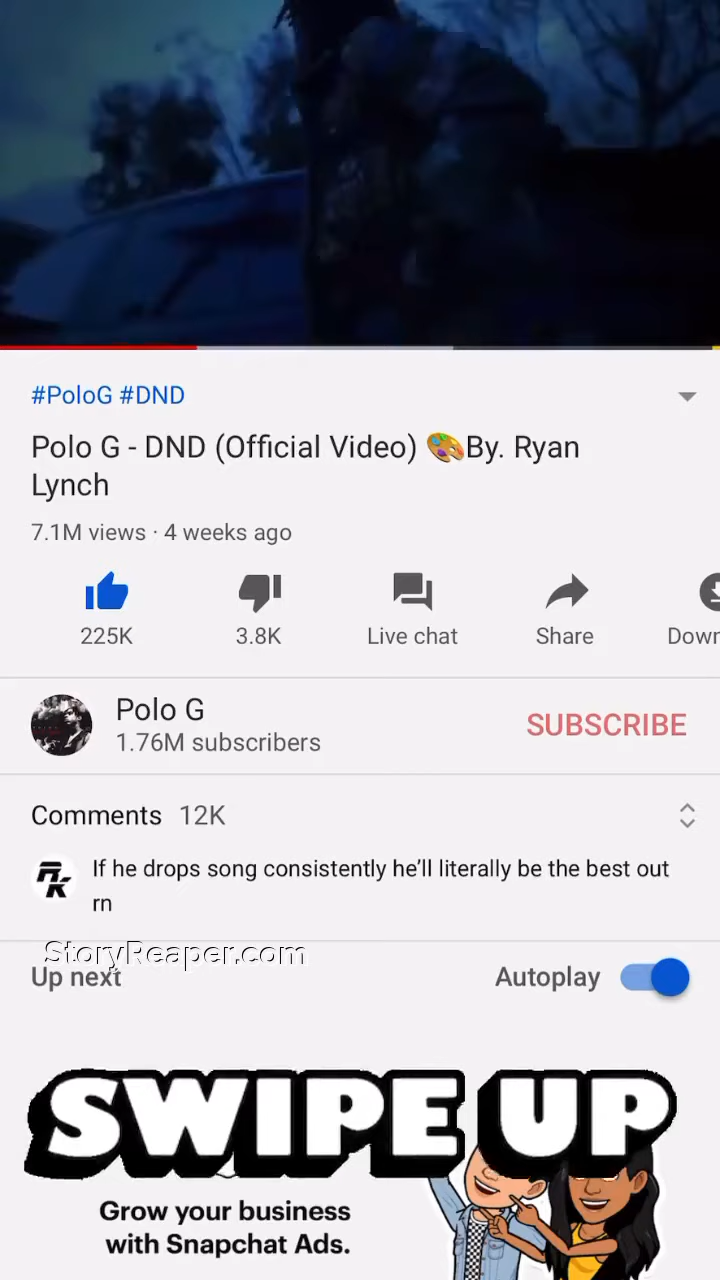 #PoloG #DND
Polo G - DND (Official Video) 🎨By. Ryan
Lynch
7.1M views · 4 weeks ago
225K
3.8K
Live chat
Share
Down
Polo G
1.76M subscribers
SUBSCRIBE
Comments 12K
If he drops song consistently he'll literally be the best out
rn
StoryReaper.com
Up next
Autoplay
SWIPE UP
Grow your business
with Snapchat Ads.